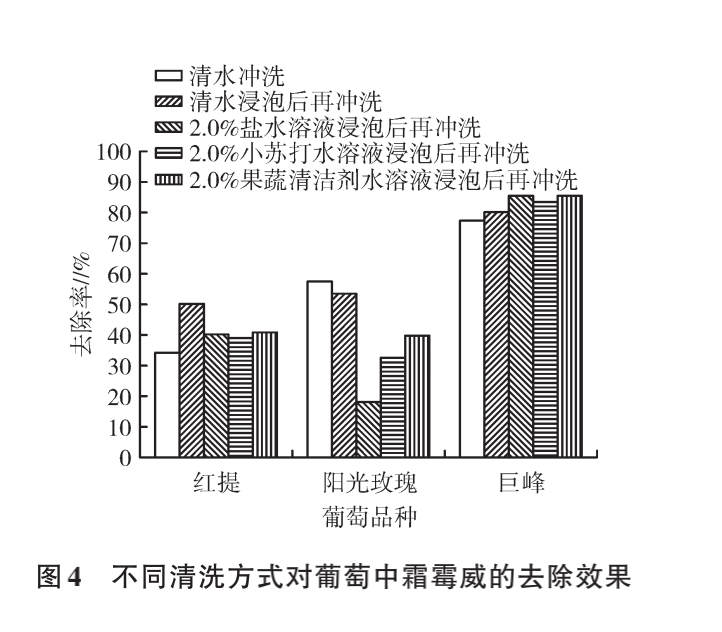 清水冲洗
清水浸泡后再冲洗
2.0%盐水溶液浸泡后再冲洗
2.0%小苏打水溶液浸泡后再冲洗
2.0%果蔬清洁剂水溶液浸泡后再冲洗
100
90
80
70
60
50
40
30
20
10
0
去除率//%
红提 阳光玫瑰 巨峰
葡萄品种
图4 不同清洗方式对葡萄中霜霉威的去除效果